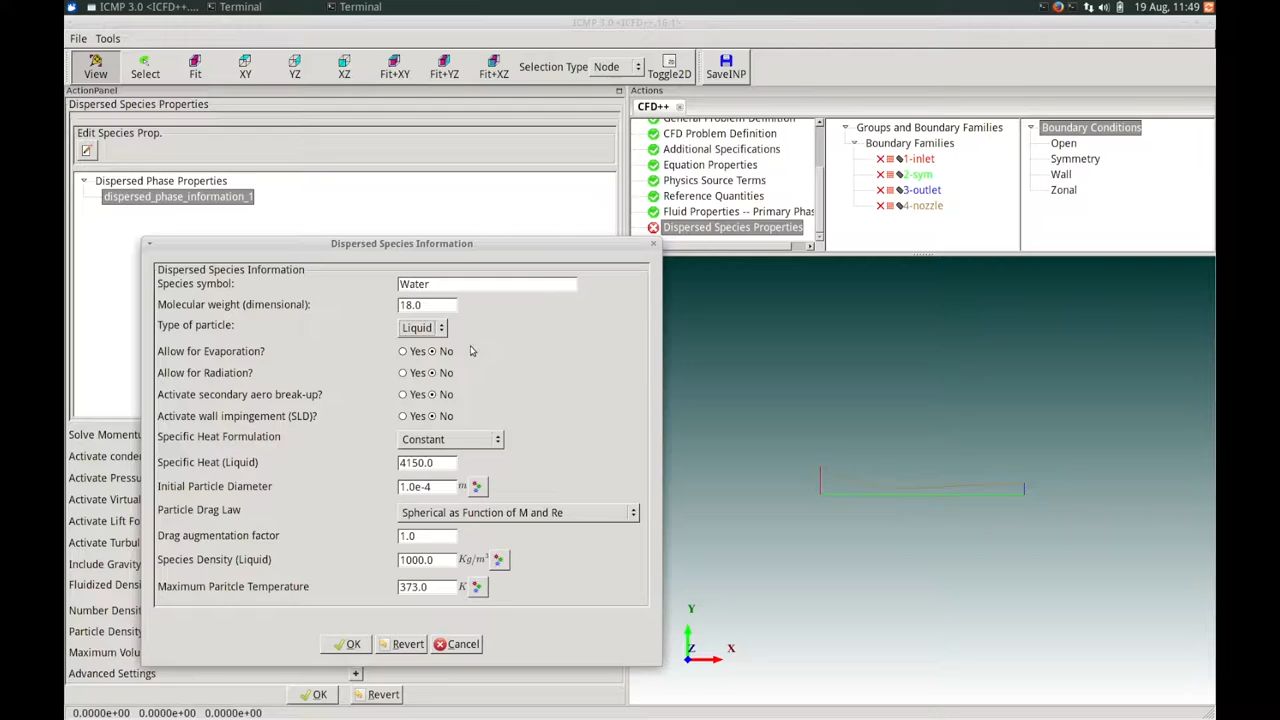 ICMP 3.0 <ICFD++....
Terminal
Terminal
19 Aug, 11:49
ICMP 3.0 <ICFD++.16.1>
File Tools
View
Select
Fit
XY
YZ
XZ
Fit+XY
Fit+YZ
Fit+XZ
Selection Type
Node
Toggle2D
SaveINP
ActionPanel
Dispersed Species Properties
Edit Species Prop.
Dispersed Phase Properties
dispersed_phase_information_1
Actions
CFD++
General Problem Definition
CFD Problem Definition
Additional Specifications
Equation Properties
Physics Source Terms
Reference Quantities
Fluid Properties -- Primary Phas
Dispersed Species Properties
Groups and Boundary Families
Boundary Families
1-inlet
2-sym
3-outlet
4-nozzle
Boundary Conditions
Open
Symmetry
Wall
Zonal
Dispersed Species Information
Dispersed Species Information
Species symbol: Water
Molecular weight (dimensional): 18.0
Type of particle: Liquid
Allow for Evaporation? Yes No
Allow for Radiation? Yes No
Activate secondary aero break-up? Yes No
Activate wall impingement (SLD)? Yes No
Specific Heat Formulation Constant
Specific Heat (Liquid) 4150.0
Initial Particle Diameter 1.0e-4 m
Particle Drag Law Spherical as Function of M and Re
Drag augmentation factor 1.0
Species Density (Liquid) 1000.0 Kg/m³
Maximum Pariticle Temperature 373.0 K
OK Revert Cancel
Solve Momentu
Activate conder
Activate Pressu
Activate Virtual
Activate Lift Fo
Activate Turbul
Include Gravity
Fluidized Densi
Number Densit
Particle Density
Maximum Volu
Advanced Settings +
OK Revert
Y
Z
X
0.0000e+00 0.0000e+00 0.0000e+00